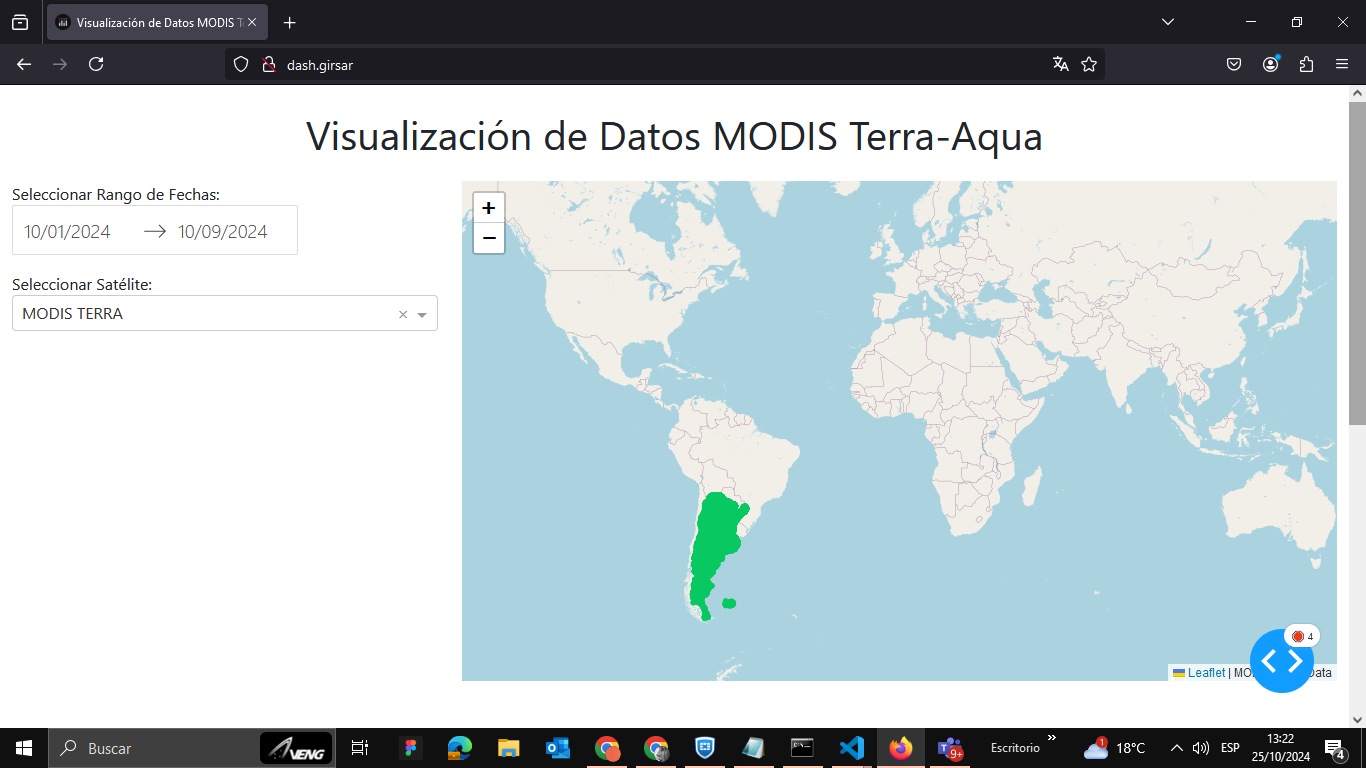 Visualización de Datos MODIS T
dash.girsar
Visualización de Datos MODIS Terra-Aqua
Seleccionar Rango de Fechas:
10/01/2024 → 10/09/2024
Seleccionar Satélite:
MODIS TERRA
× 
+
−
4
Leaflet | MO
Data
Buscar
VENG
9+
Escritorio
»
1
18°C
ESP
13:22
25/10/2024
4